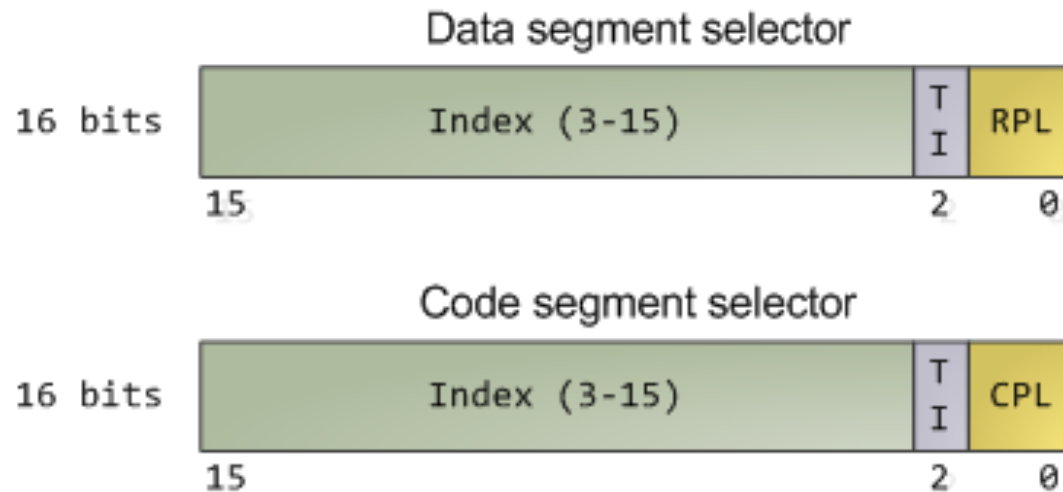 Data segment selector
16 bits Index (3-15) T I RPL
15 2 0
Code segment selector
16 bits Index (3-15) T I CPL
15 2 0